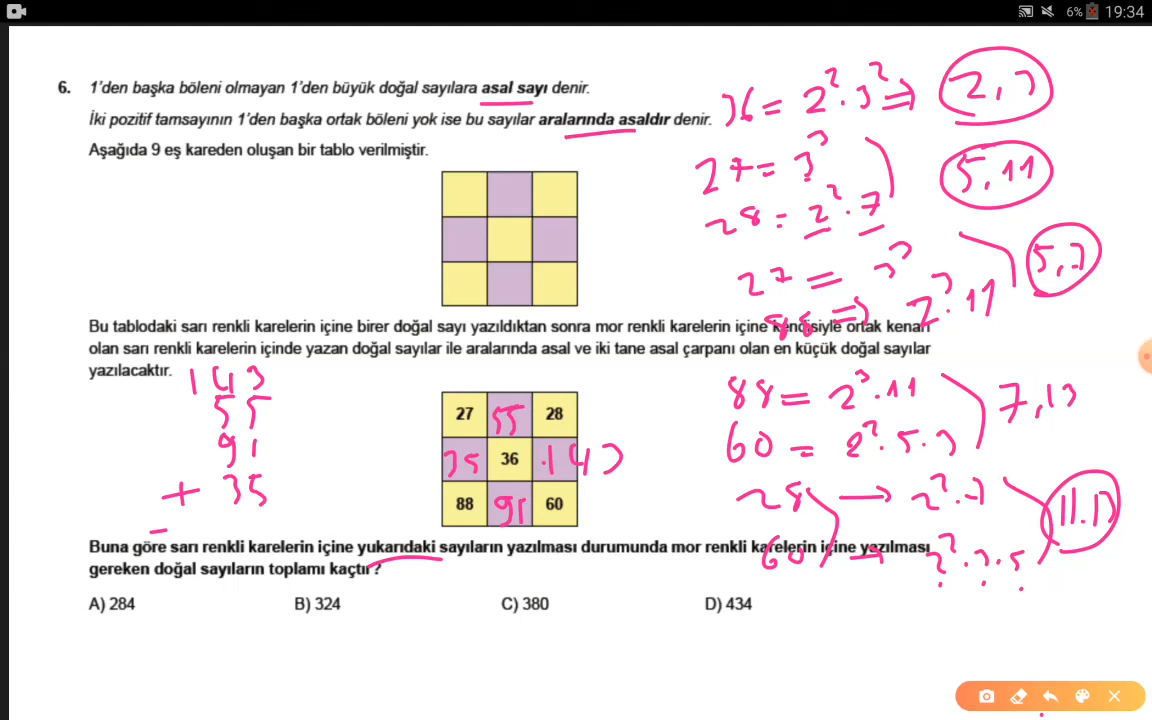 6% 19:34
6. 1'den başka böleni olmayan 1'den büyük doğal sayılara asal sayı denir.
İki pozitif tamsayının 1'den başka ortak böleni yok ise bu sayılar aralarında asaldır denir.
Aşağıda 9 eş kareden oluşan bir tablo verilmiştir.
36 = 2².3² ⇒ 2,3
5,11
27 = 3³
28 = 2².7
27 = 3³
88 ⇒ 2³.11
5,7
Bu tablodaki sarı renkli karelerin içine birer doğal sayı yazıldıktan sonra mor renkli karelerin içine kendisiyle ortak kenarı
olan sarı renkli karelerin içinde yazan doğal sayılar ile aralarında asal ve iki tane asal çarpanı olan en küçük doğal sayılar
yazılacaktır.
143
55
91
+ 35
27 55 28
35 36 143
88 91 60
88 = 2³.11
60 = 2².5.3
7,13
28 → 2².7
60 → 2².3.5
11.13
Buna göre sarı renkli karelerin içine yukarıdaki sayıların yazılması durumunda mor renkli karelerin içine yazılması
gereken doğal sayıların toplamı kaçtır?
A) 284 B) 324 C) 380 D) 434